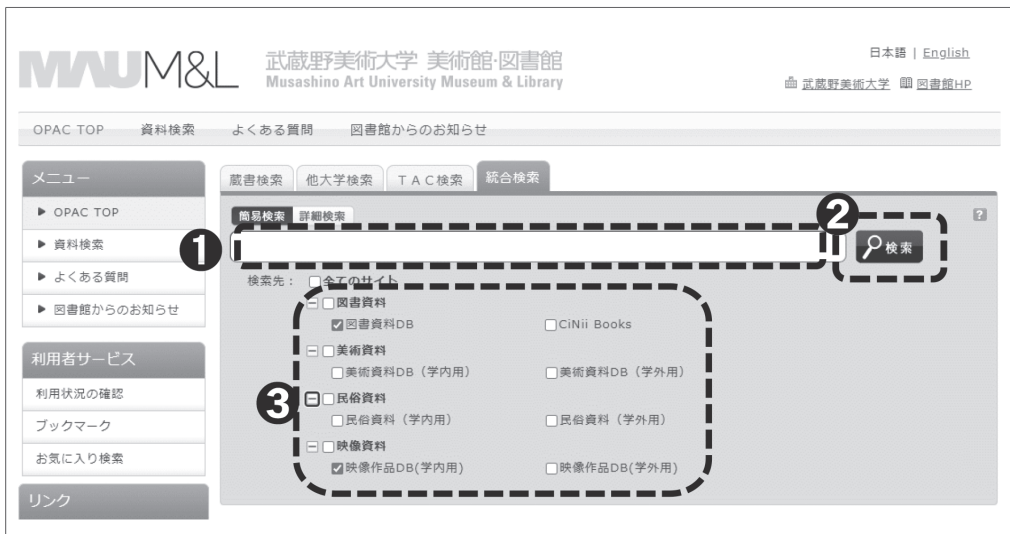 MAU M&L 武蔵野美術大学 美術館・図書館
Musashino Art University Museum & Library
日本語 | English
武蔵野美術大学 図書館HP
OPAC TOP 資料検索 よくある質問 図書館からのお知らせ
メニュー
▶ OPAC TOP
▶ 資料検索
▶ よくある質問
▶ 図書館からのお知らせ
利用者サービス
利用状況の確認
ブックマーク
お気に入り検索
リンク
蔵書検索 他大学検索 TAC検索 統合検索
簡易検索 詳細検索
?
❶
❷
検索
検索先: 全てのサイト
❸
図書資料
図書資料DB CiNii Books
美術資料
美術資料DB(学内用) 美術資料DB(学外用)
民俗資料
民俗資料(学内用) 民俗資料(学外用)
映像資料
映像作品DB(学内用) 映像作品DB(学外用)